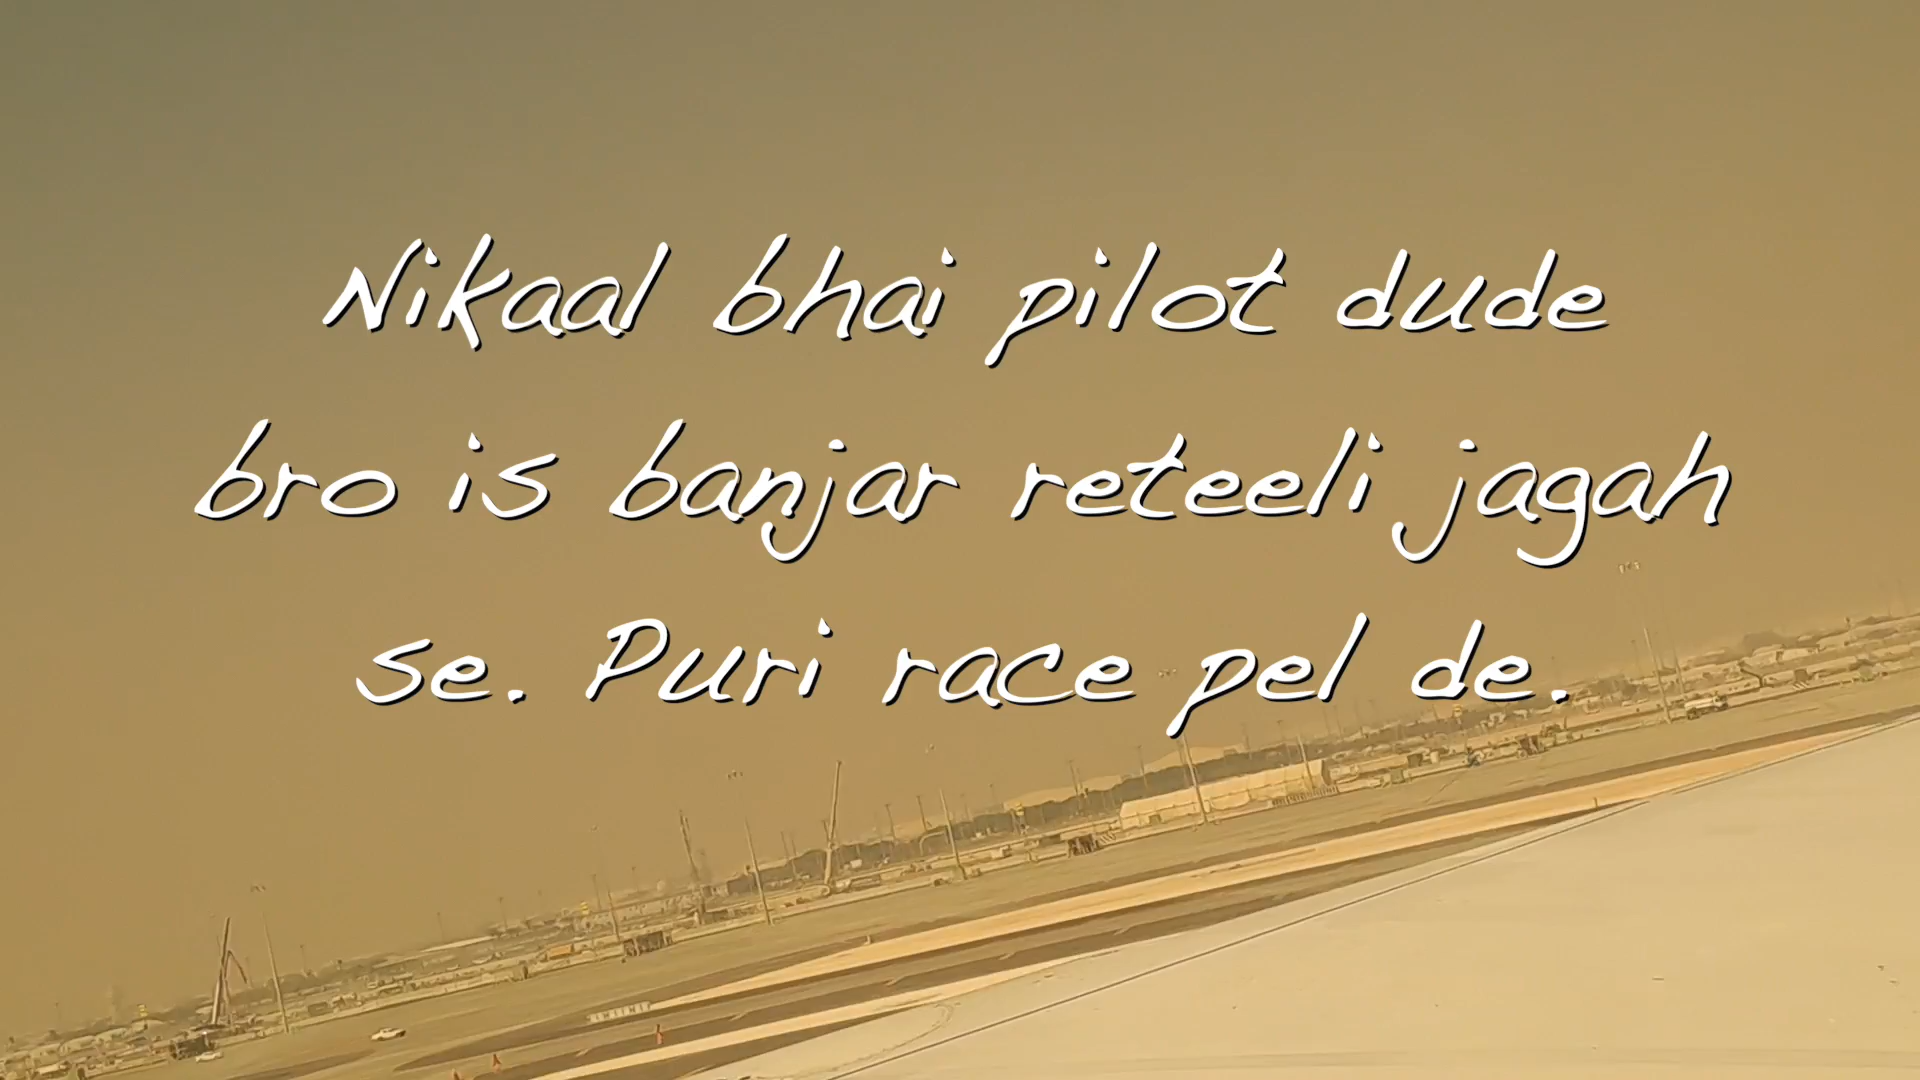 Nikaal bhai pilot dude
bro is banjar reteeli jagah
se. Puri race pel de.